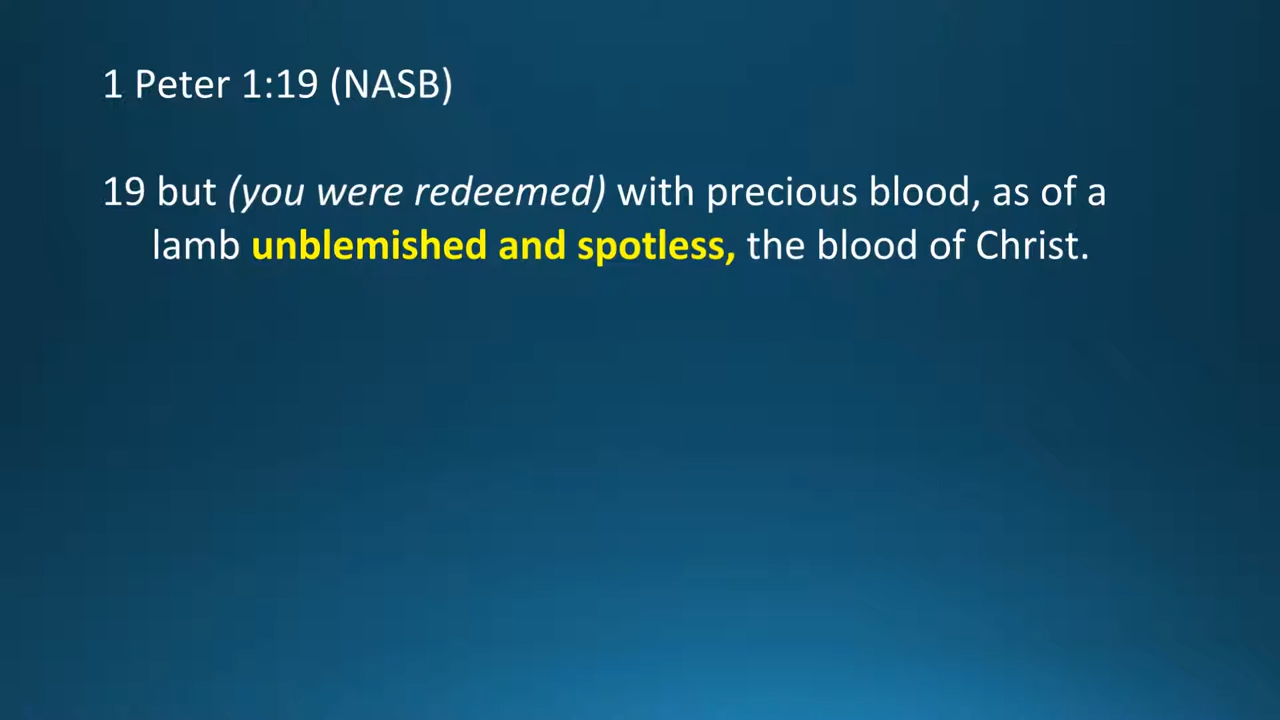 1 Peter 1:19 (NASB)
19 but (you were redeemed) with precious blood, as of a
lamb unblemished and spotless, the blood of Christ.